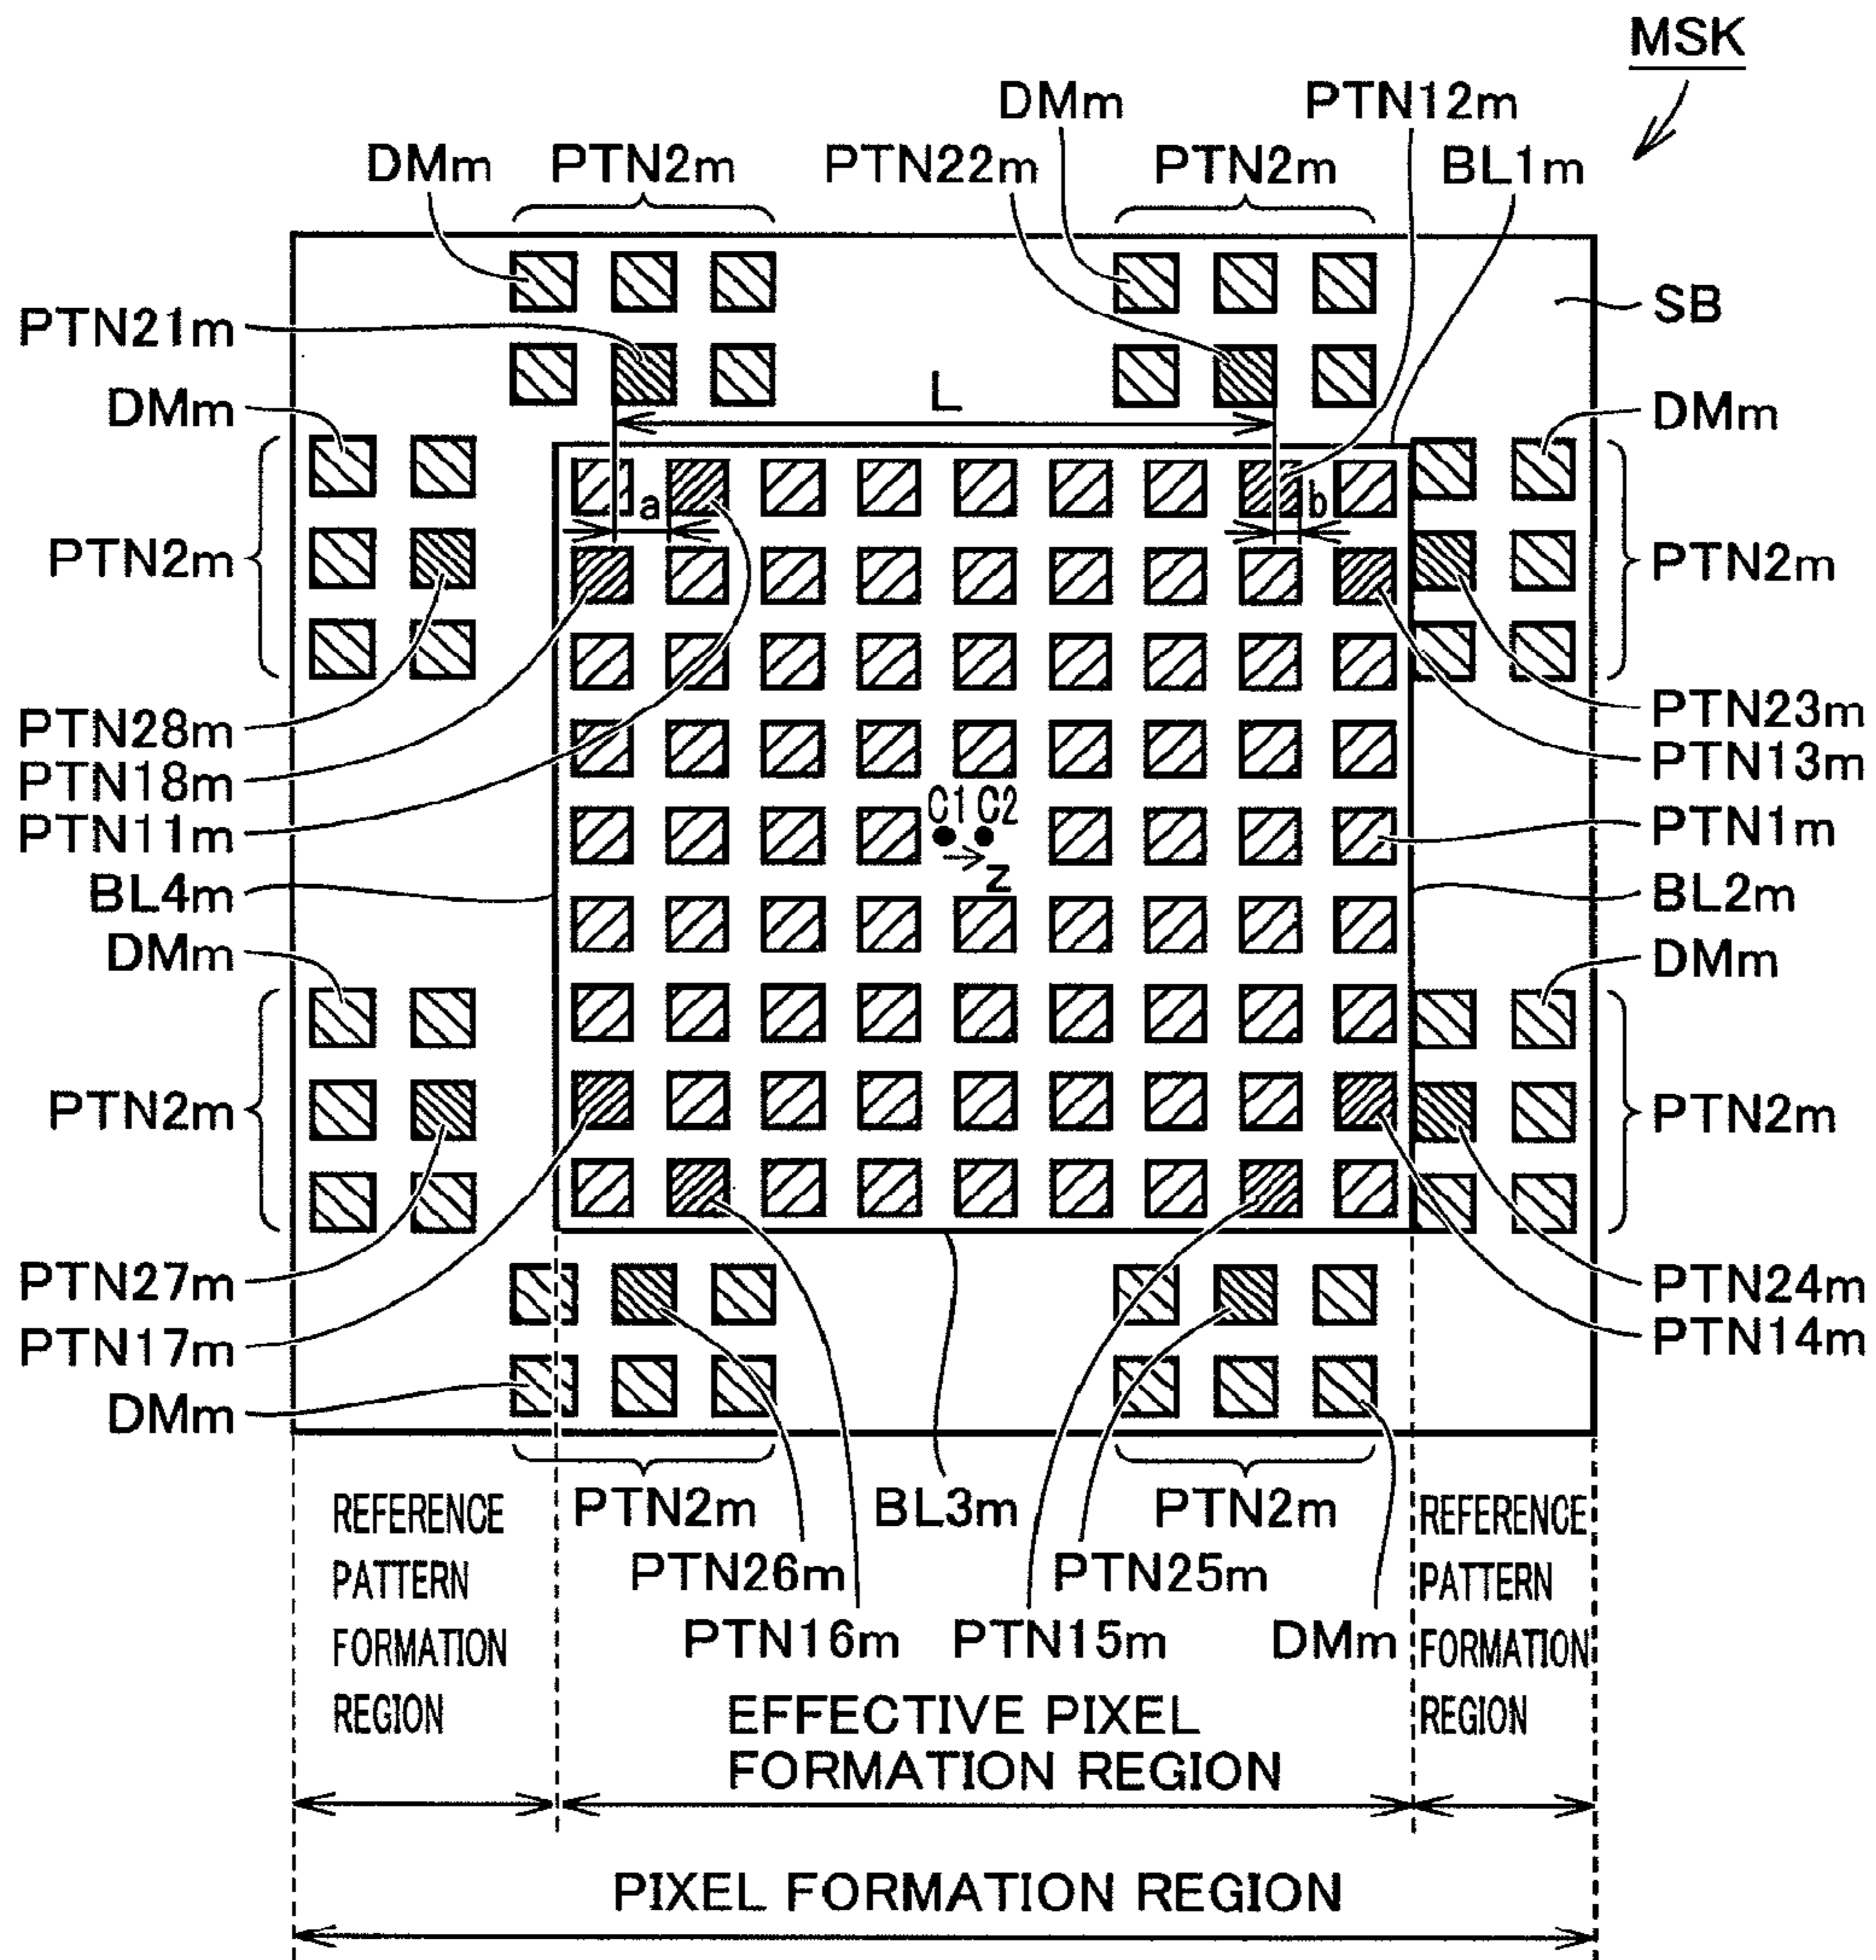 MSK
DMm
PTN12m
DMm
PTN2m
PTN22m
PTN2m
BL1m
PTN21m
SB
DMm
L
DMm
a
b
PTN2m
PTN2m
PTN28m
PTN23m
PTN18m
PTN13m
PTN11m
C1 C2
PTN1m
z
BL4m
BL2m
DMm
DMm
PTN2m
PTN2m
PTN27m
PTN24m
PTN17m
PTN14m
DMm
PTN2m
BL3m
PTN2m
REFERENCE
PATTERN
FORMATION
REGION
REFERENCE
PATTERN
FORMATION
REGION
PTN26m
PTN25m
PTN16m
PTN15m
DMm
EFFECTIVE PIXEL
FORMATION REGION
PIXEL FORMATION REGION